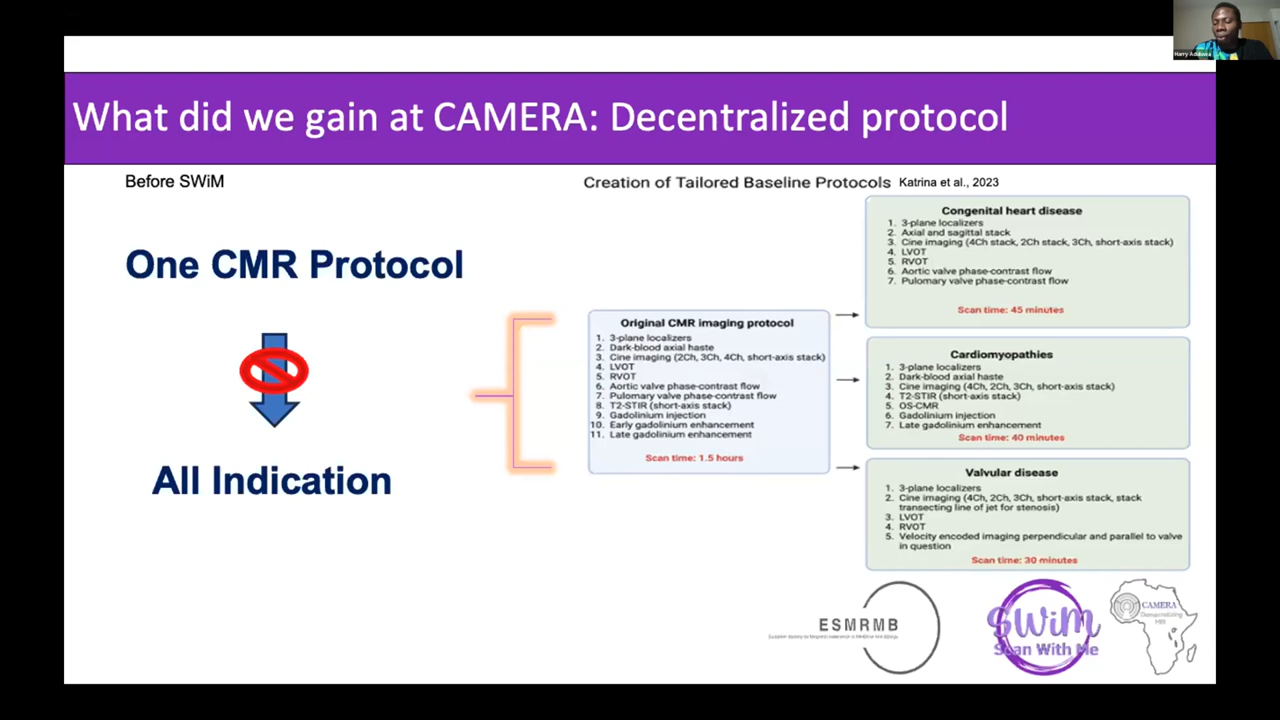 What did we gain at CAMERA: Decentralized protocol
Before SWiM
One CMR Protocol
All Indication
Creation of Tailored Baseline Protocols Katrina et al., 2023
Original CMR imaging protocol
1. 3-plane localizers
2. Dark-blood axial haste
3. Cine imaging (2Ch, 3Ch, 4Ch, short-axis stack)
4. LVOT
5. RVOT
6. Aortic valve phase-contrast flow
7. Pulomary valve phase-contrast flow
8. T2-STIR (short-axis stack)
9. Gadolinium injection
10. Early gadolinium enhancement
11. Late gadolinium enhancement
Scan time: 1.5 hours
Congenital heart disease
1. 3-plane localizers
2. Axial and sagittal stack
3. Cine imaging (4Ch stack, 2Ch stack, 3Ch, short-axis stack)
4. LVOT
5. RVOT
6. Aortic valve phase-contrast flow
7. Pulomary valve phase-contrast flow
Scan time: 45 minutes
Cardiomyopathies
1. 3-plane localizers
2. Dark-blood axial haste
3. Cine imaging (4Ch, 2Ch, 3Ch, short-axis stack)
4. T2-STIR (short-axis stack)
5. OS-CMR
6. Gadolinium injection
7. Late gadolinium enhancement
Scan time: 40 minutes
Valvular disease
1. 3-plane localizers
2. Cine imaging (4Ch, 2Ch, 3Ch, short-axis stack, stack
transecting line of jet for stenosis)
3. LVOT
4. RVOT
5. Velocity encoded imaging perpendicular and parallel to valve
in question
Scan time: 30 minutes
ESMRMB
SWiM
Scan With Me
CAMERA
Democratizing
MRI
Harry